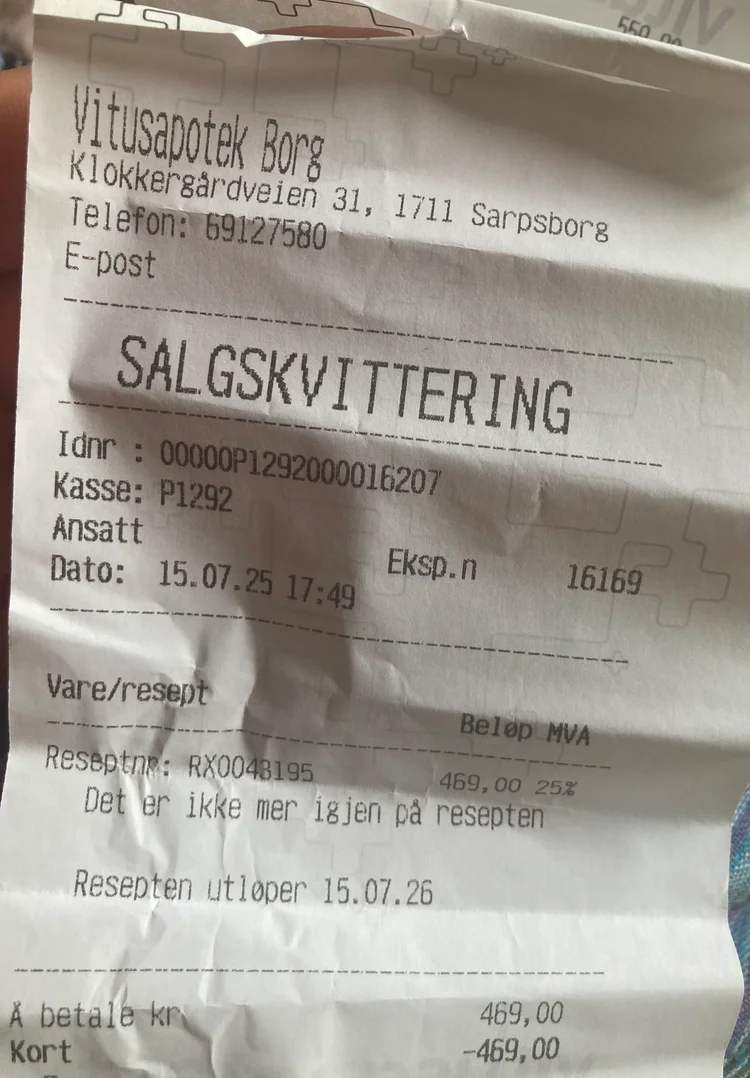 550,00
Vitusapotek Borg
Klokkergårdveien 31, 1711 Sarpsborg
Telefon: 69127580
E-post
SALGSKVITTERING
Idnr : 00000P1292000016207
Kasse: P1292
Ansatt
Eksp.n 16169
Dato: 15.07.25 17:49
Vare/resept
Beløp MVA
Reseptnr: RX0048195 469,00 25%
Det er ikke mer igjen på resepten
Resepten utløper 15.07.26
Å betale kr 469,00
Kort -469,00